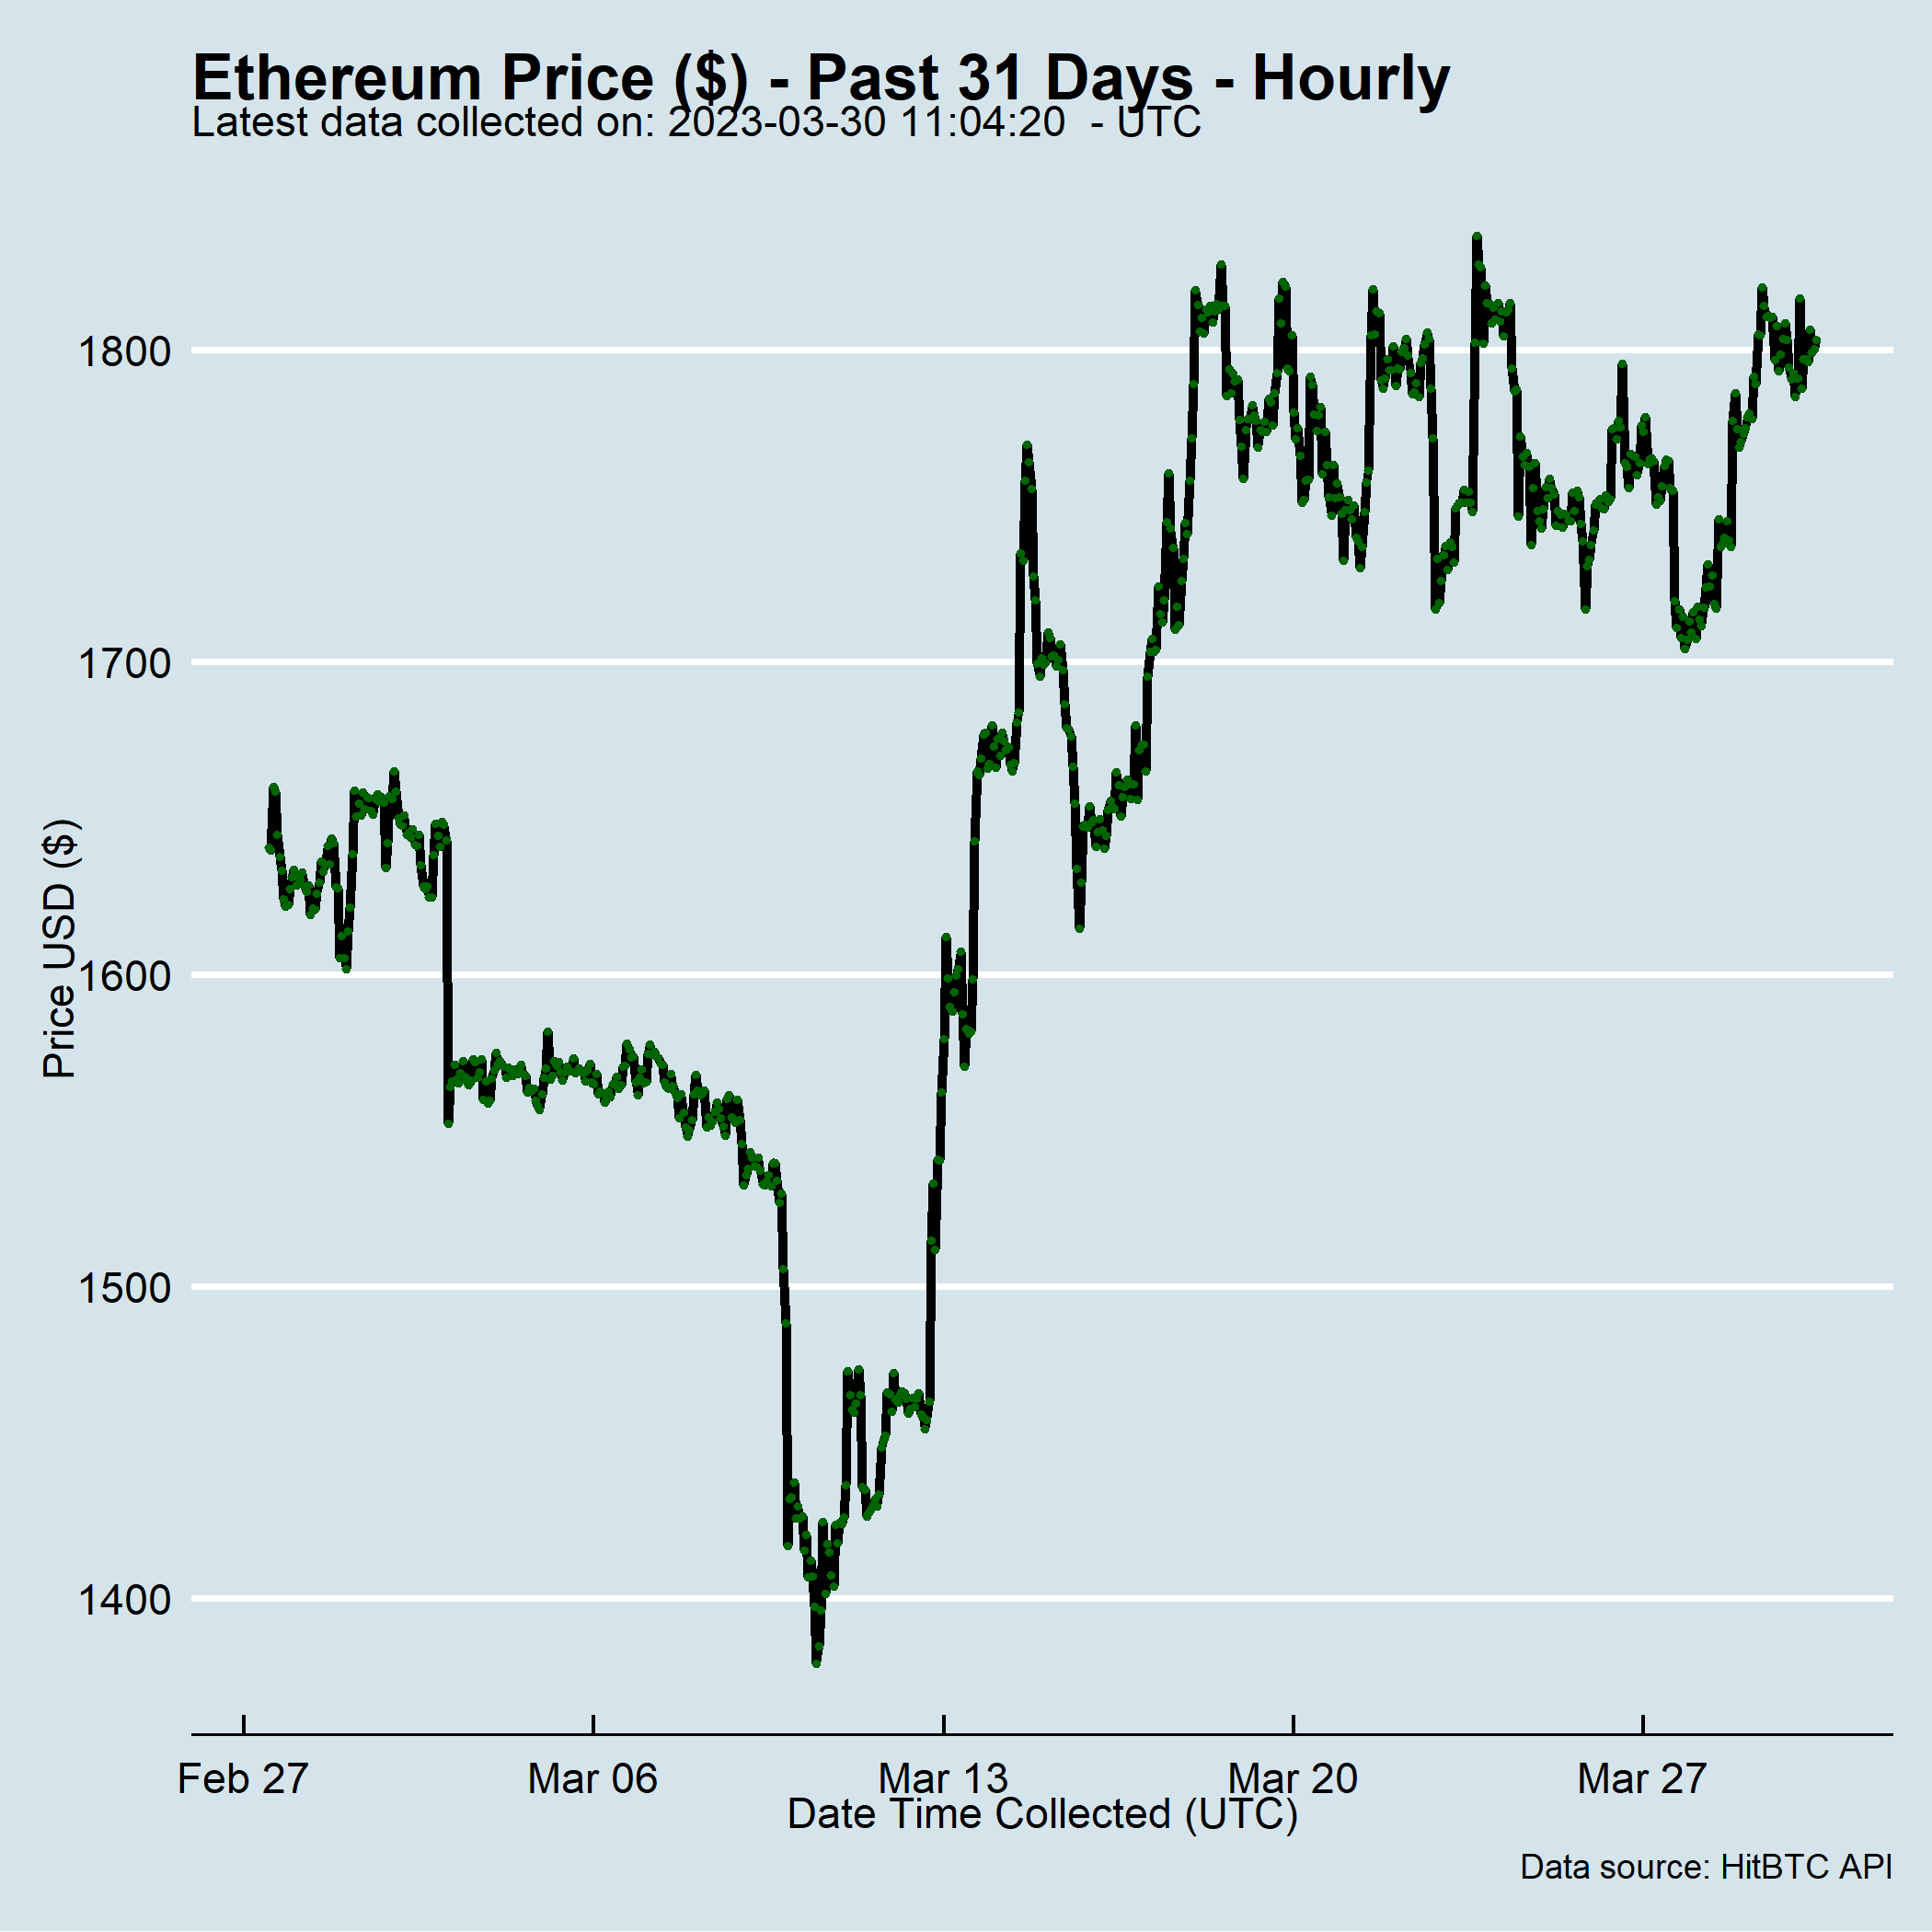 Ethereum Price ($) - Past 31 Days - Hourly
Latest data collected on: 2023-03-30 11:04:20  - UTC
Price USD ($)
1800
1700
1600
1500
1400
Feb 27
Mar 06
Mar 13
Mar 20
Mar 27
Date Time Collected (UTC)
Data source: HitBTC API